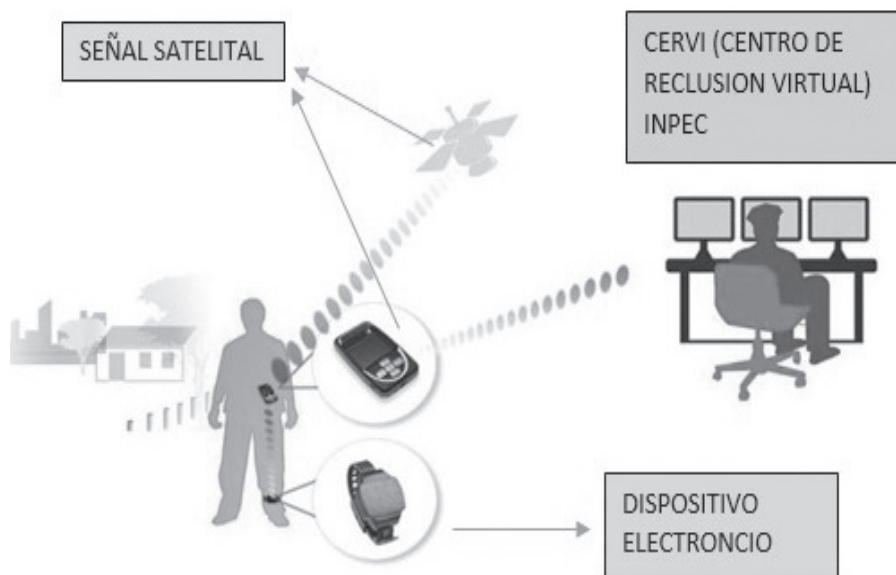 SEÑAL SATELITAL
CERVI (CENTRO DE
RECLUSION VIRTUAL)
INPEC
DISPOSITIVO
ELECTRONCIO